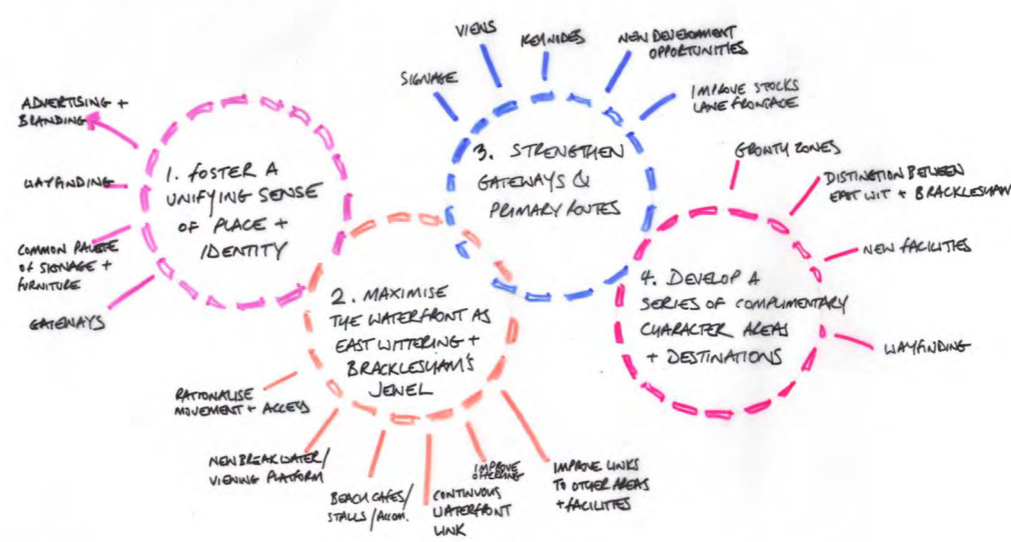 ADVERTISING +
BRANDING
WAYFINDING
COMMON PALETTE
OF SIGNAGE +
FURNITURE
GATEWAYS
1. FOSTER A
UNIFYING SENSE
OF PLACE +
IDENTITY
2. MAXIMISE
THE WATERFRONT AS
EAST WITTERING +
BRACKLESHAM'S
JEWEL
RATIONALISE
MOVEMENT + ACCESS
NEW BREAKWATER/
VIEWING PLATFORM
BEACH CAFES/
STALLS/ACCOM.
CONTINUOUS
WATERFRONT
LINK
IMPROVE
OFFERING
IMPROVE LINKS
TO OTHER AREAS
+ FACILITIES
SIGNAGE
VIEWS
KEY NODES
NEW DEVELOPMENT
OPPORTUNITIES
IMPROVE STOCKS
LANE FRONTAGE
3. STRENGTHEN
GATEWAYS &
PRIMARY ROUTES
4. DEVELOP A
SERIES OF COMPLIMENTARY
CHARACTER AREAS
+ DESTINATIONS
GROWTH ZONES
DISTINCTION BETWEEN
EAST WIT + BRACKLESHAM
NEW FACILITIES
WAYFINDING